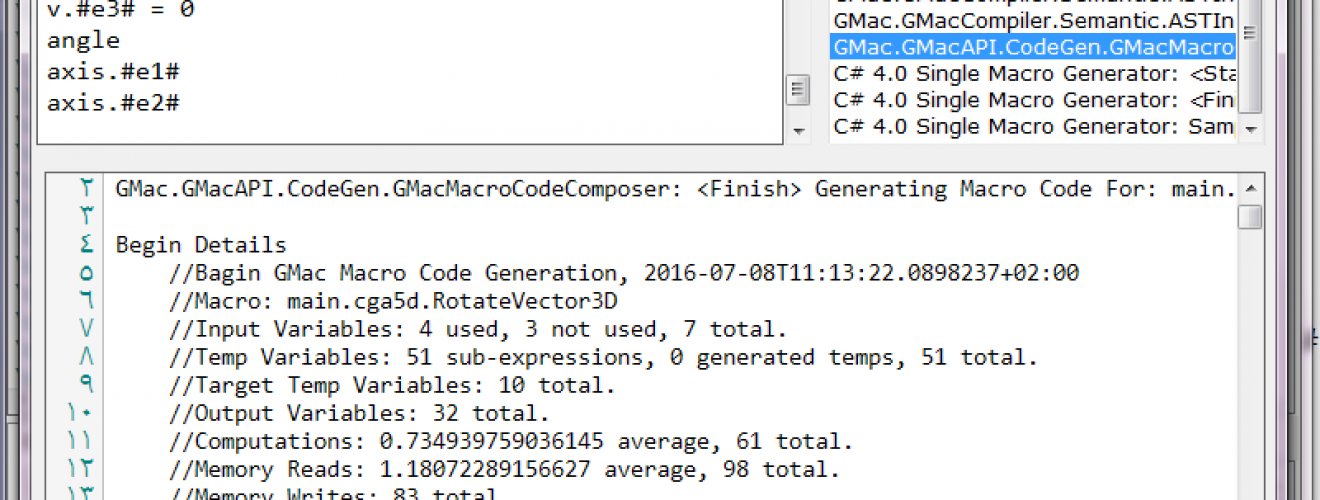 v.#e3# = 0
angle
axis.#e1#
axis.#e2#
GMac.GMacCompiler.Semantic.ASTIn
GMac.GMacAPI.CodeGen.GMacMacro
C# 4.0 Single Macro Generator: <Sta
C# 4.0 Single Macro Generator: <Fin
C# 4.0 Single Macro Generator: Sam
٢ GMac.GMacAPI.CodeGen.GMacMacroCodeComposer: <Finish> Generating Macro Code For: main.
٣
٤ Begin Details
٥ //Bagin GMac Macro Code Generation, 2016-07-08T11:13:22.0898237+02:00
٦ //Macro: main.cga5d.RotateVector3D
٧ //Input Variables: 4 used, 3 not used, 7 total.
٨ //Temp Variables: 51 sub-expressions, 0 generated temps, 51 total.
٩ //Target Temp Variables: 10 total.
١٠ //Output Variables: 32 total.
١١ //Computations: 0.734939759036145 average, 61 total.
١٢ //Memory Reads: 1.18072289156627 average, 98 total.
١٣ //Memory Writes: 83 total.